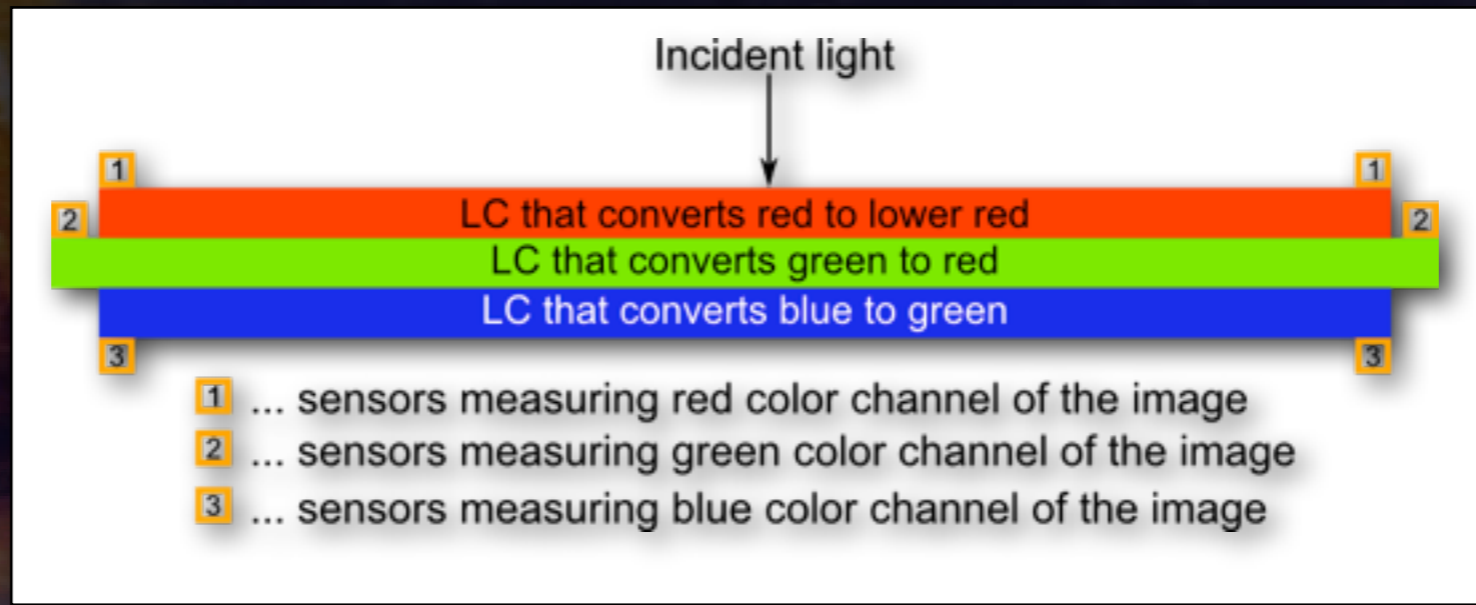 Incident light
1 1
LC that converts red to lower red
2 2
LC that converts green to red
LC that converts blue to green
3 3
1 ... sensors measuring red color channel of the image
2 ... sensors measuring green color channel of the image
3 ... sensors measuring blue color channel of the image